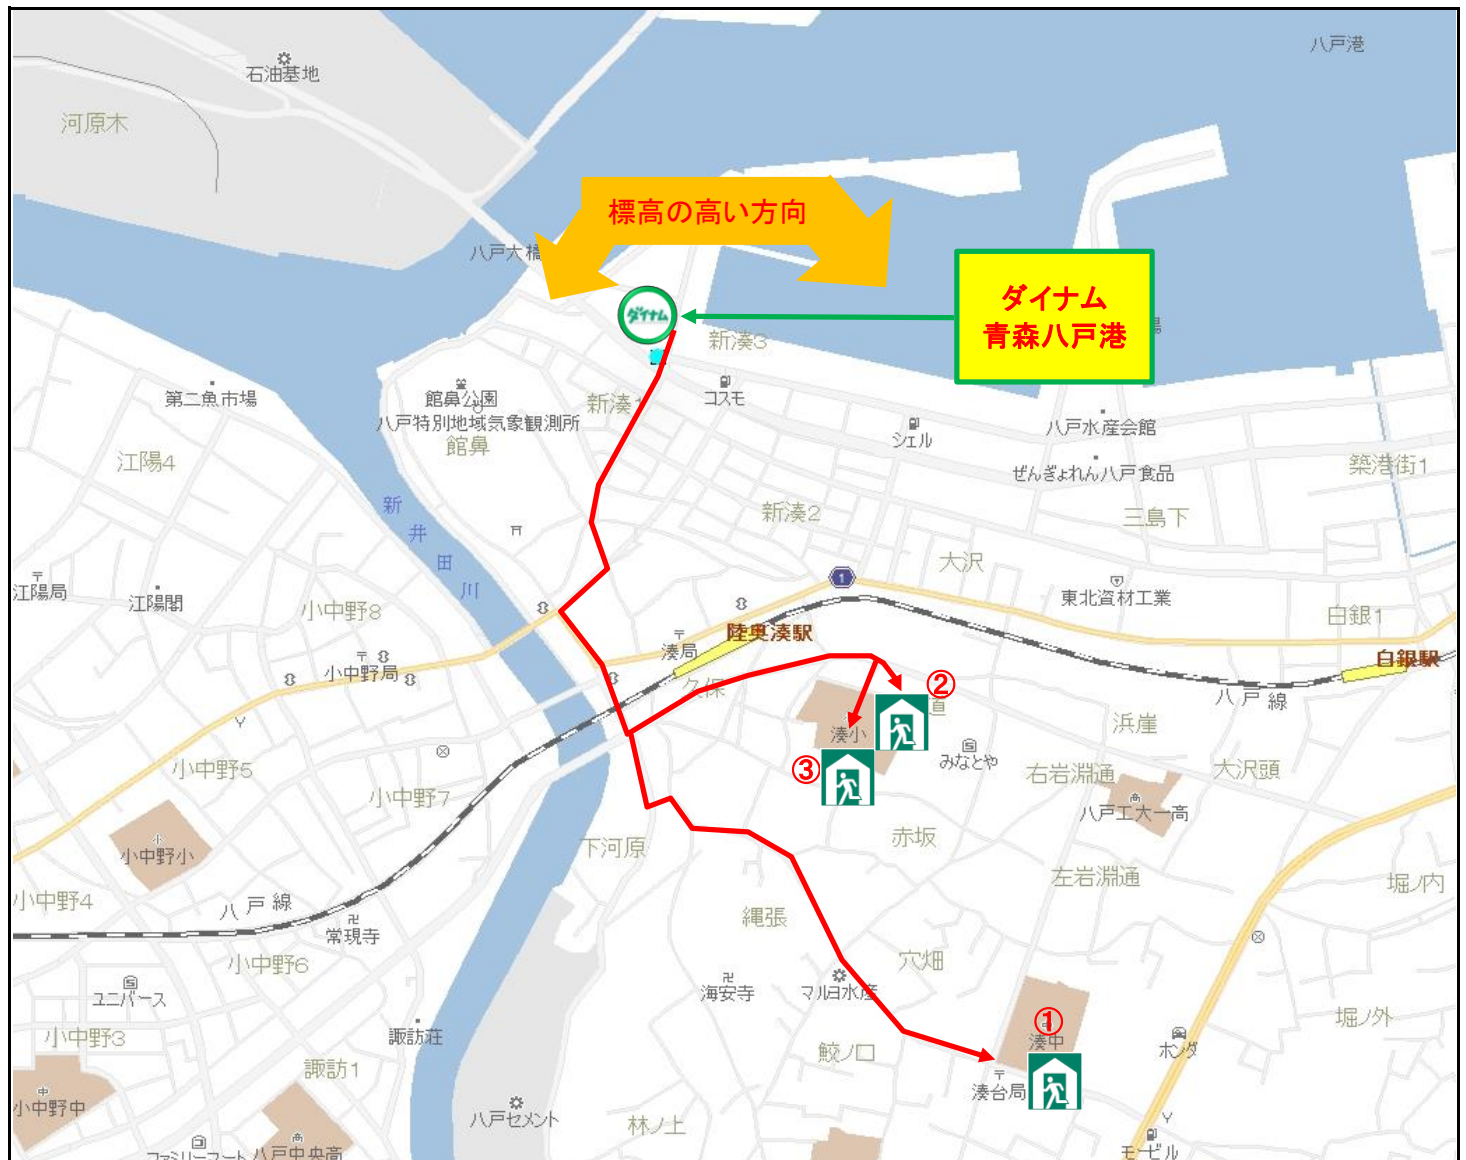 八戸港
石油基地
河原木
標高の高い方向
八戸大橋
ダイナム
青森八戸港
ダイナム
新湊3
場
第二魚市場
館鼻公園
八戸特別地域気象観測所
館鼻
新湊1
コスモ
シェル
八戸水産会館
ぜんぎょれん八戸食品
築港街1
江陽4
新井田川
新湊2
三島下
大沢
1
東北資材工業
白銀1
江陽局
江陽閣
小中野8
陸奥湊駅
湊局
白銀駅
小中野局
久保
②
道
八戸線
浜崖
湊小
みなとや
③
右岩淵通
大沢頭
小中野5
小中野7
八戸工大一高
小中野小
下河原
赤坂
左岩淵通
堀ノ内
小中野4
八戸線
常現寺
縄張
小中野6
穴畑
ユニバース
海安寺
マルヨ水産
①
湊中
堀ノ外
小中野3
諏訪荘
ホンダ
諏訪1
鮫ノ口
湊台局
小中野中
八戸セメント
林ノ上
ファミリーマート
八戸中央高
モービル